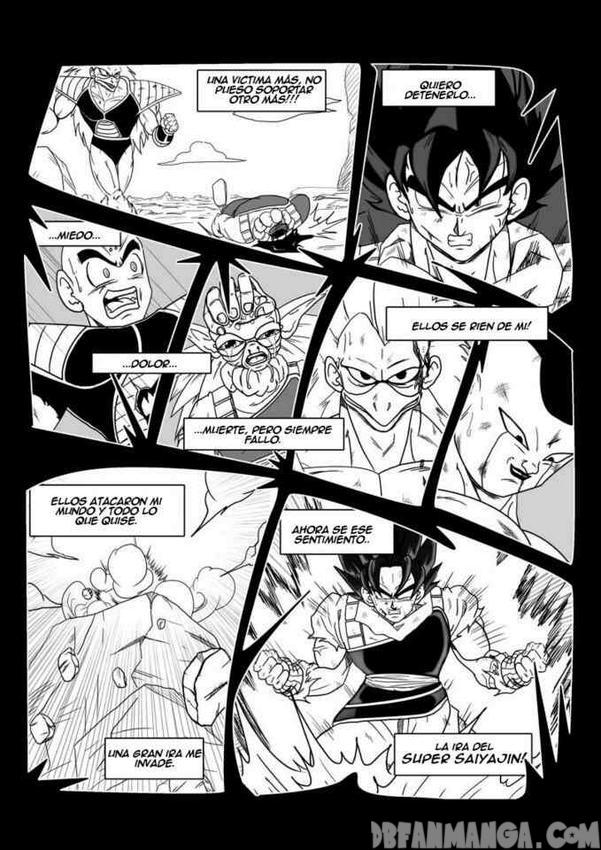 UNA VICTIMA MÁS, NO
PUESO SOPORTAR
OTRO MÁS!!!
QUIERO
DETENERLO...
...MIEDO...
...DOLOR...
...MUERTE, PERO SIEMPRE
FALLO.
ELLOS SE RIEN DE MI!
ELLOS ATACARON MI
MUNDO Y TODO LO
QUE QUISE.
UNA GRAN IRA ME
INVADE.
AHORA SE ESE
SENTIMIENTO..
LA IRA DEL
SUPER SAIYAJIN!
DBFANMANGA.COM